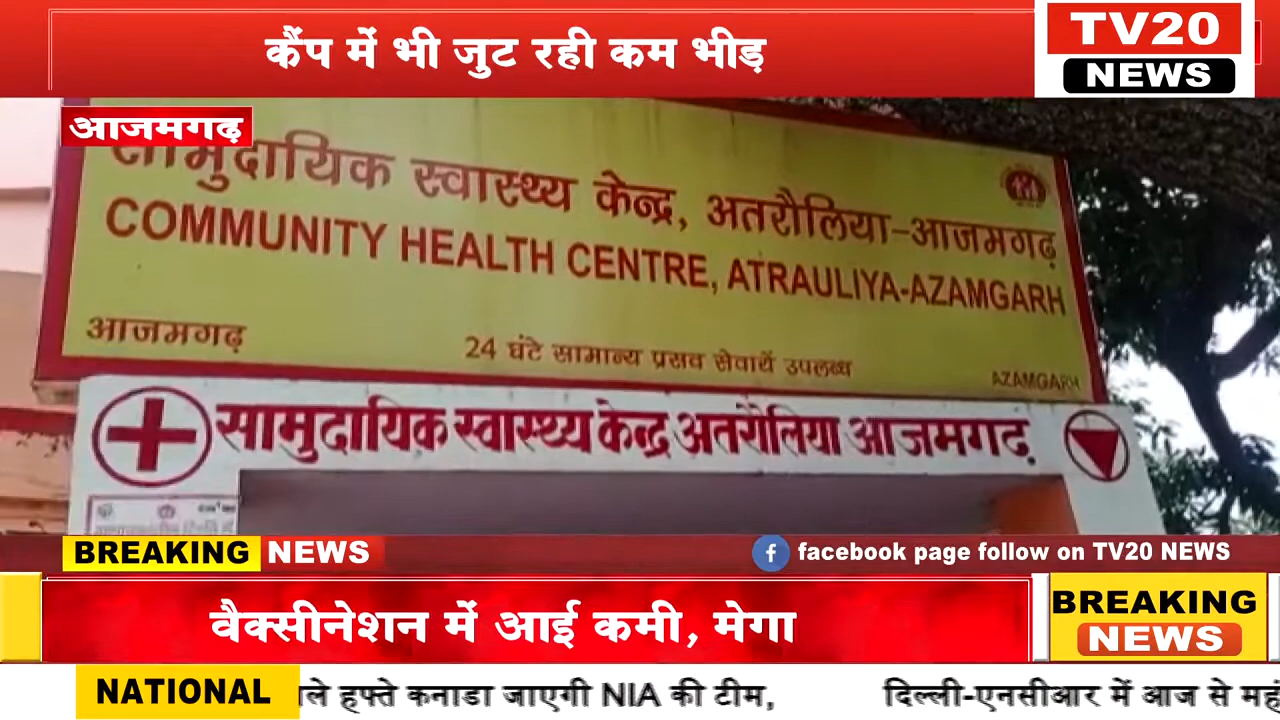 कैंप में भी जुट रही कम भीड़
TV20
NEWS
आजमगढ़
सामुदायिक स्वास्थ्य केन्द्र, अतरौलिया-आजमगढ़
COMMUNITY HEALTH CENTRE, ATRAULIYA-AZAMGARH
आजमगढ़
24 घंटे सामान्य प्रसव सेवायें उपलब्ध
AZAMGARH
सामुदायिक स्वास्थ्य केन्द्र अतरौलिया आजमगढ़
BREAKING NEWS
facebook page follow on TV20 NEWS
वैक्सीनेशन में आई कमी, मेगा
BREAKING
NEWS
NATIONAL
हफ्ते कनाडा जाएगी NIA की टीम,
दिल्ली-एनसीआर में आज से